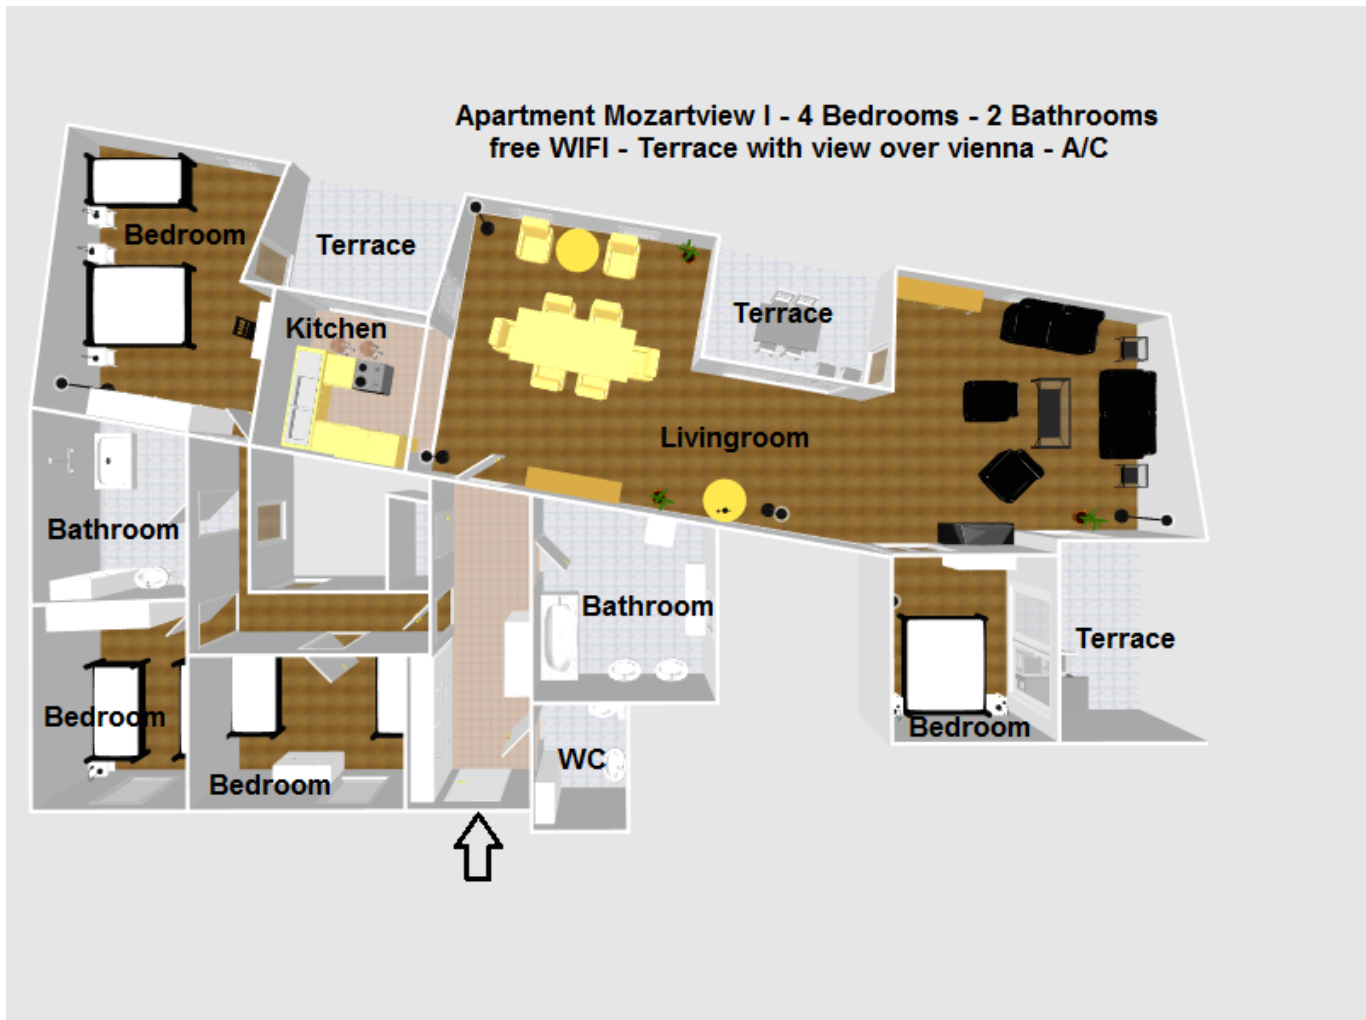 Apartment Mozartview I - 4 Bedrooms - 2 Bathrooms
free WIFI - Terrace with view over vienna - A/C
Bedroom
Terrace
Kitchen
Terrace
Livingroom
Bathroom
Bathroom
Terrace
Bedroom
Bedroom
WC
Bedroom